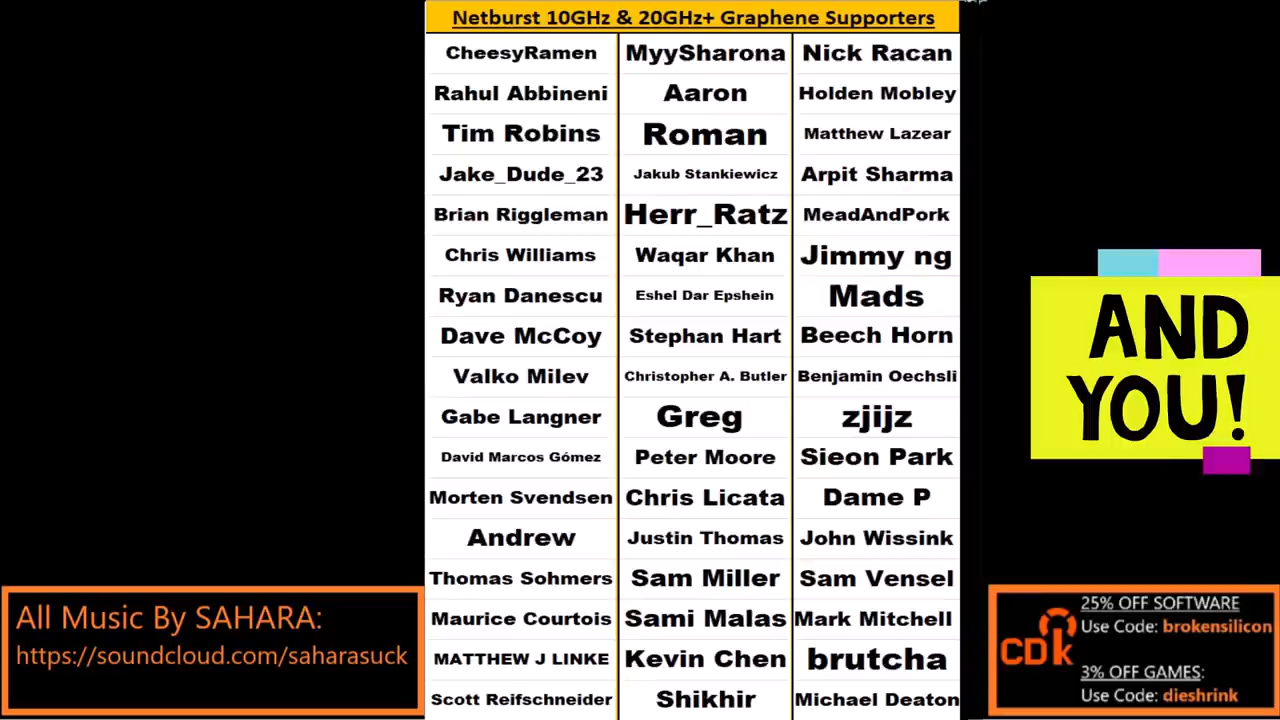 Netburst 10GHz & 20GHz+ Graphene Supporters
CheesyRamen MyySharona Nick Racan
Rahul Abbineni Aaron Holden Mobley
Tim Robins Roman Matthew Lazear
Jake_Dude_23 Jakub Stankiewicz Arpit Sharma
Brian Riggleman Herr_Ratz MeadAndPork
Chris Williams Waqar Khan Jimmy ng
Ryan Danescu Eshel Dar Epshein Mads
Dave McCoy Stephan Hart Beech Horn
Valko Milev Christopher A. Butler Benjamin Oechsli
Gabe Langner Greg zjijz
David Marcos Gómez Peter Moore Sieon Park
Morten Svendsen Chris Licata Dame P
Andrew Justin Thomas John Wissink
Thomas Sohmers Sam Miller Sam Vensel
Maurice Courtois Sami Malas Mark Mitchell
MATTHEW J LINKE Kevin Chen brutcha
Scott Reifschneider Shikhir Michael Deaton
AND
YOU!
All Music By SAHARA:
https://soundcloud.com/saharasuck
CDk
25% OFF SOFTWARE
Use Code: brokensilicon
3% OFF GAMES:
Use Code: dieshrink